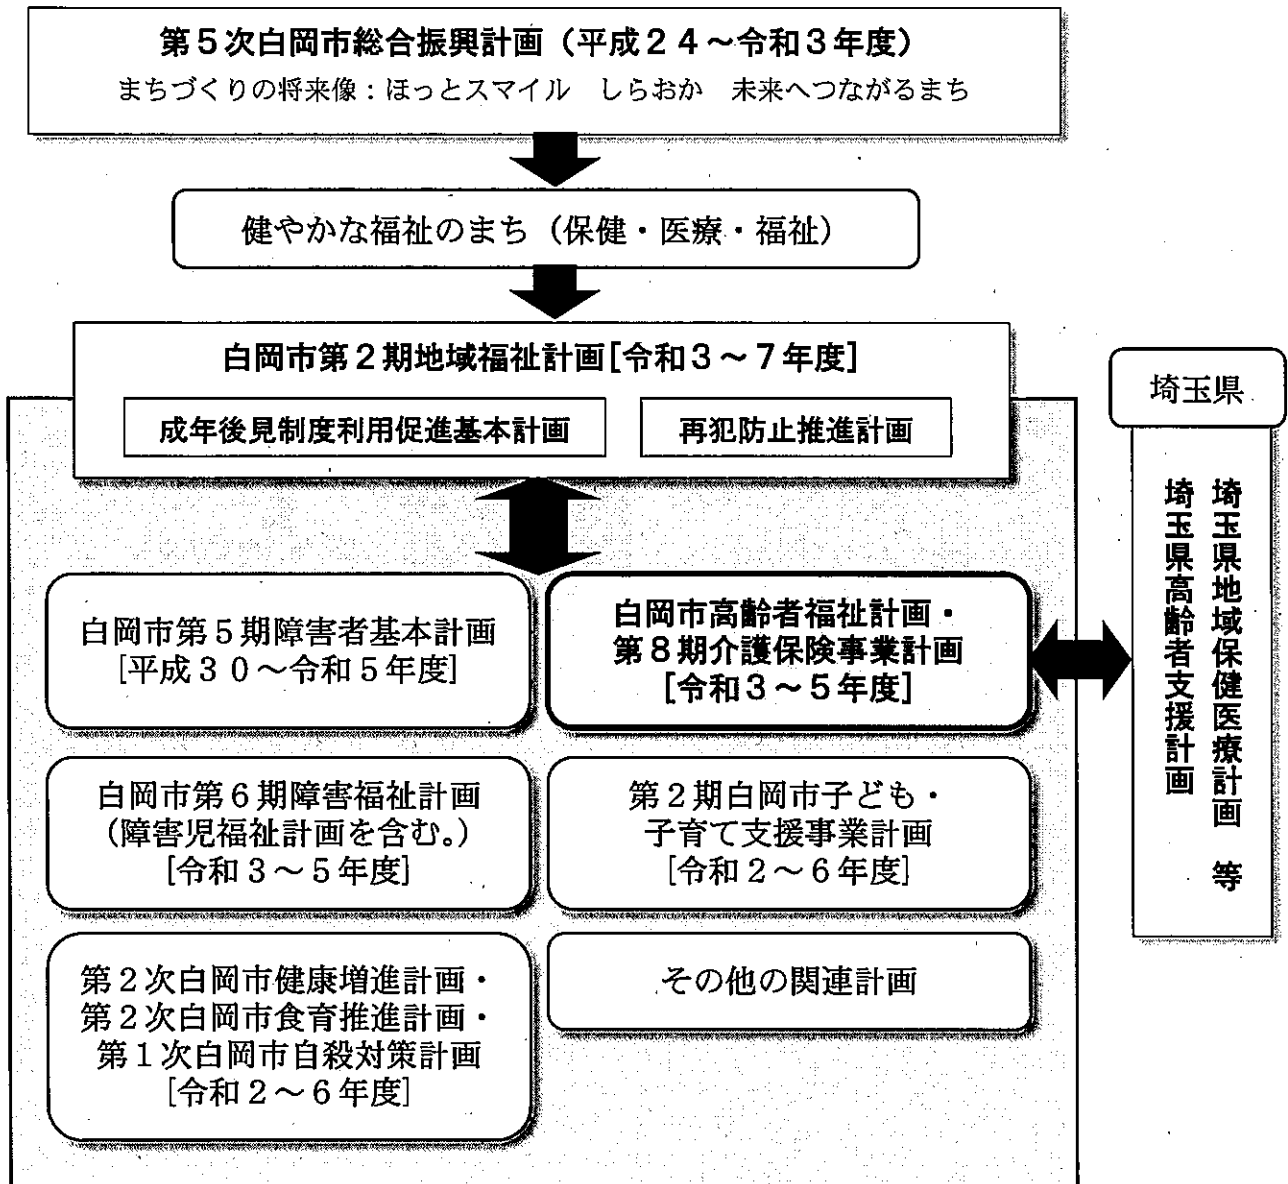 第５次白岡市総合振興計画（平成２４～令和３年度）
まちづくりの将来像：ほっとスマイル　しらおか　未来へつながるまち
健やかな福祉のまち（保健・医療・福祉）
白岡市第２期地域福祉計画[令和３～７年度]
成年後見制度利用促進基本計画
再犯防止推進計画
白岡市第５期障害者基本計画
[平成３０～令和５年度]
白岡市高齢者福祉計画・
第８期介護保険事業計画
[令和３～５年度]
白岡市第６期障害福祉計画
（障害児福祉計画を含む。）
[令和３～５年度]
第２期白岡市子ども・
子育て支援事業計画
[令和２～６年度]
第２次白岡市健康増進計画・
第２次白岡市食育推進計画・
第１次白岡市自殺対策計画
[令和２～６年度]
その他の関連計画
埼玉県
埼玉県地域保健医療計画　等
埼玉県高齢者支援計画